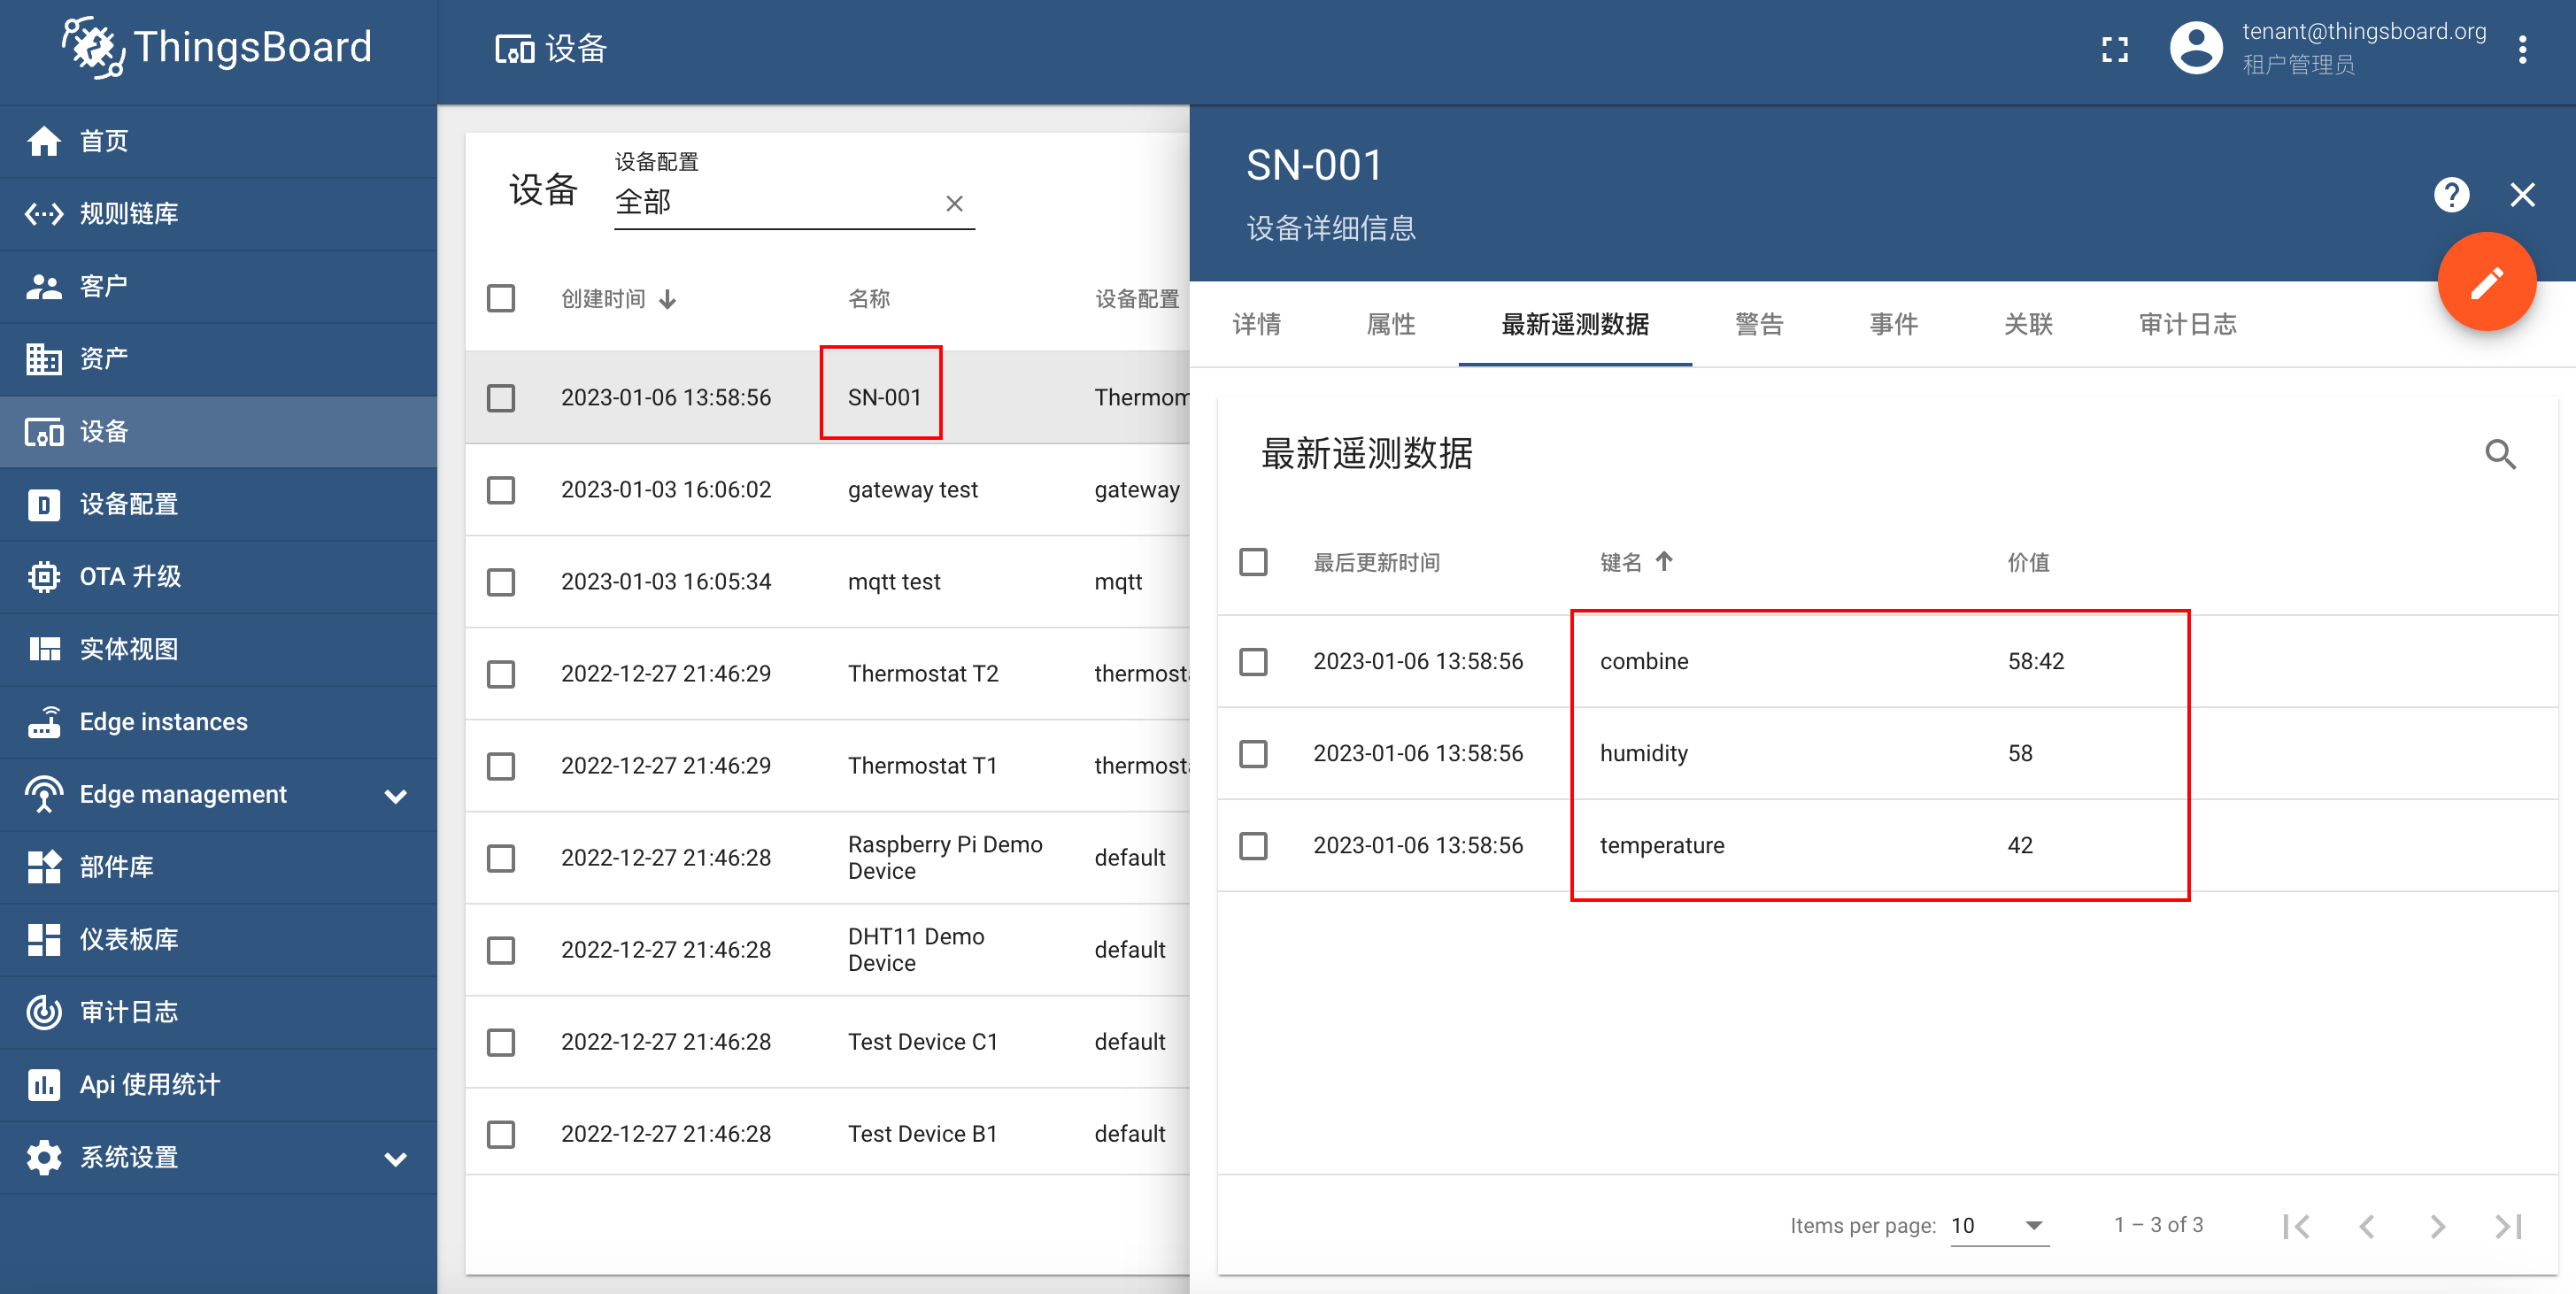 ThingsBoard
设备
tenant@thingsboard.org
租户管理员
首页
规则链库
客户
资产
设备
设备配置
OTA 升级
实体视图
Edge instances
Edge management
部件库
仪表板库
审计日志
Api 使用统计
系统设置
设备
设备配置
全部
创建时间 名称 设备配置
2023-01-06 13:58:56 SN-001 Thermom
2023-01-03 16:06:02 gateway test gateway
2023-01-03 16:05:34 mqtt test mqtt
2022-12-27 21:46:29 Thermostat T2 thermost
2022-12-27 21:46:29 Thermostat T1 thermost
2022-12-27 21:46:28 Raspberry Pi Demo Device default
2022-12-27 21:46:28 DHT11 Demo Device default
2022-12-27 21:46:28 Test Device C1 default
2022-12-27 21:46:28 Test Device B1 default
SN-001
设备详细信息
详情 属性 最新遥测数据 警告 事件 关联 审计日志
最新遥测数据
最后更新时间 键名 价值
2023-01-06 13:58:56 combine 58:42
2023-01-06 13:58:56 humidity 58
2023-01-06 13:58:56 temperature 42
Items per page: 10 1 – 3 of 3